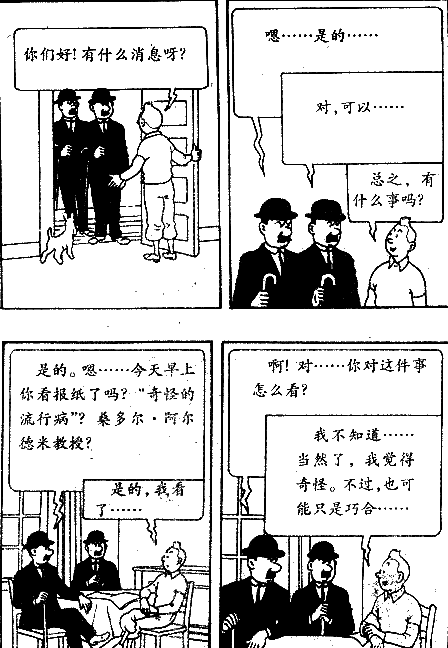 你们好!有什么消息呀?
嗯……是的……
对,可以……
总之,有
什么事吗?
是的。嗯……今天早上
你看报纸了吗?“奇怪的
流行病”?桑多尔·阿尔
德米教授?
是的,我看
了……
啊!对……你对这件事
怎么看?
我不知道……
当然了,我觉得
奇怪。不过,也可
能只是巧合……